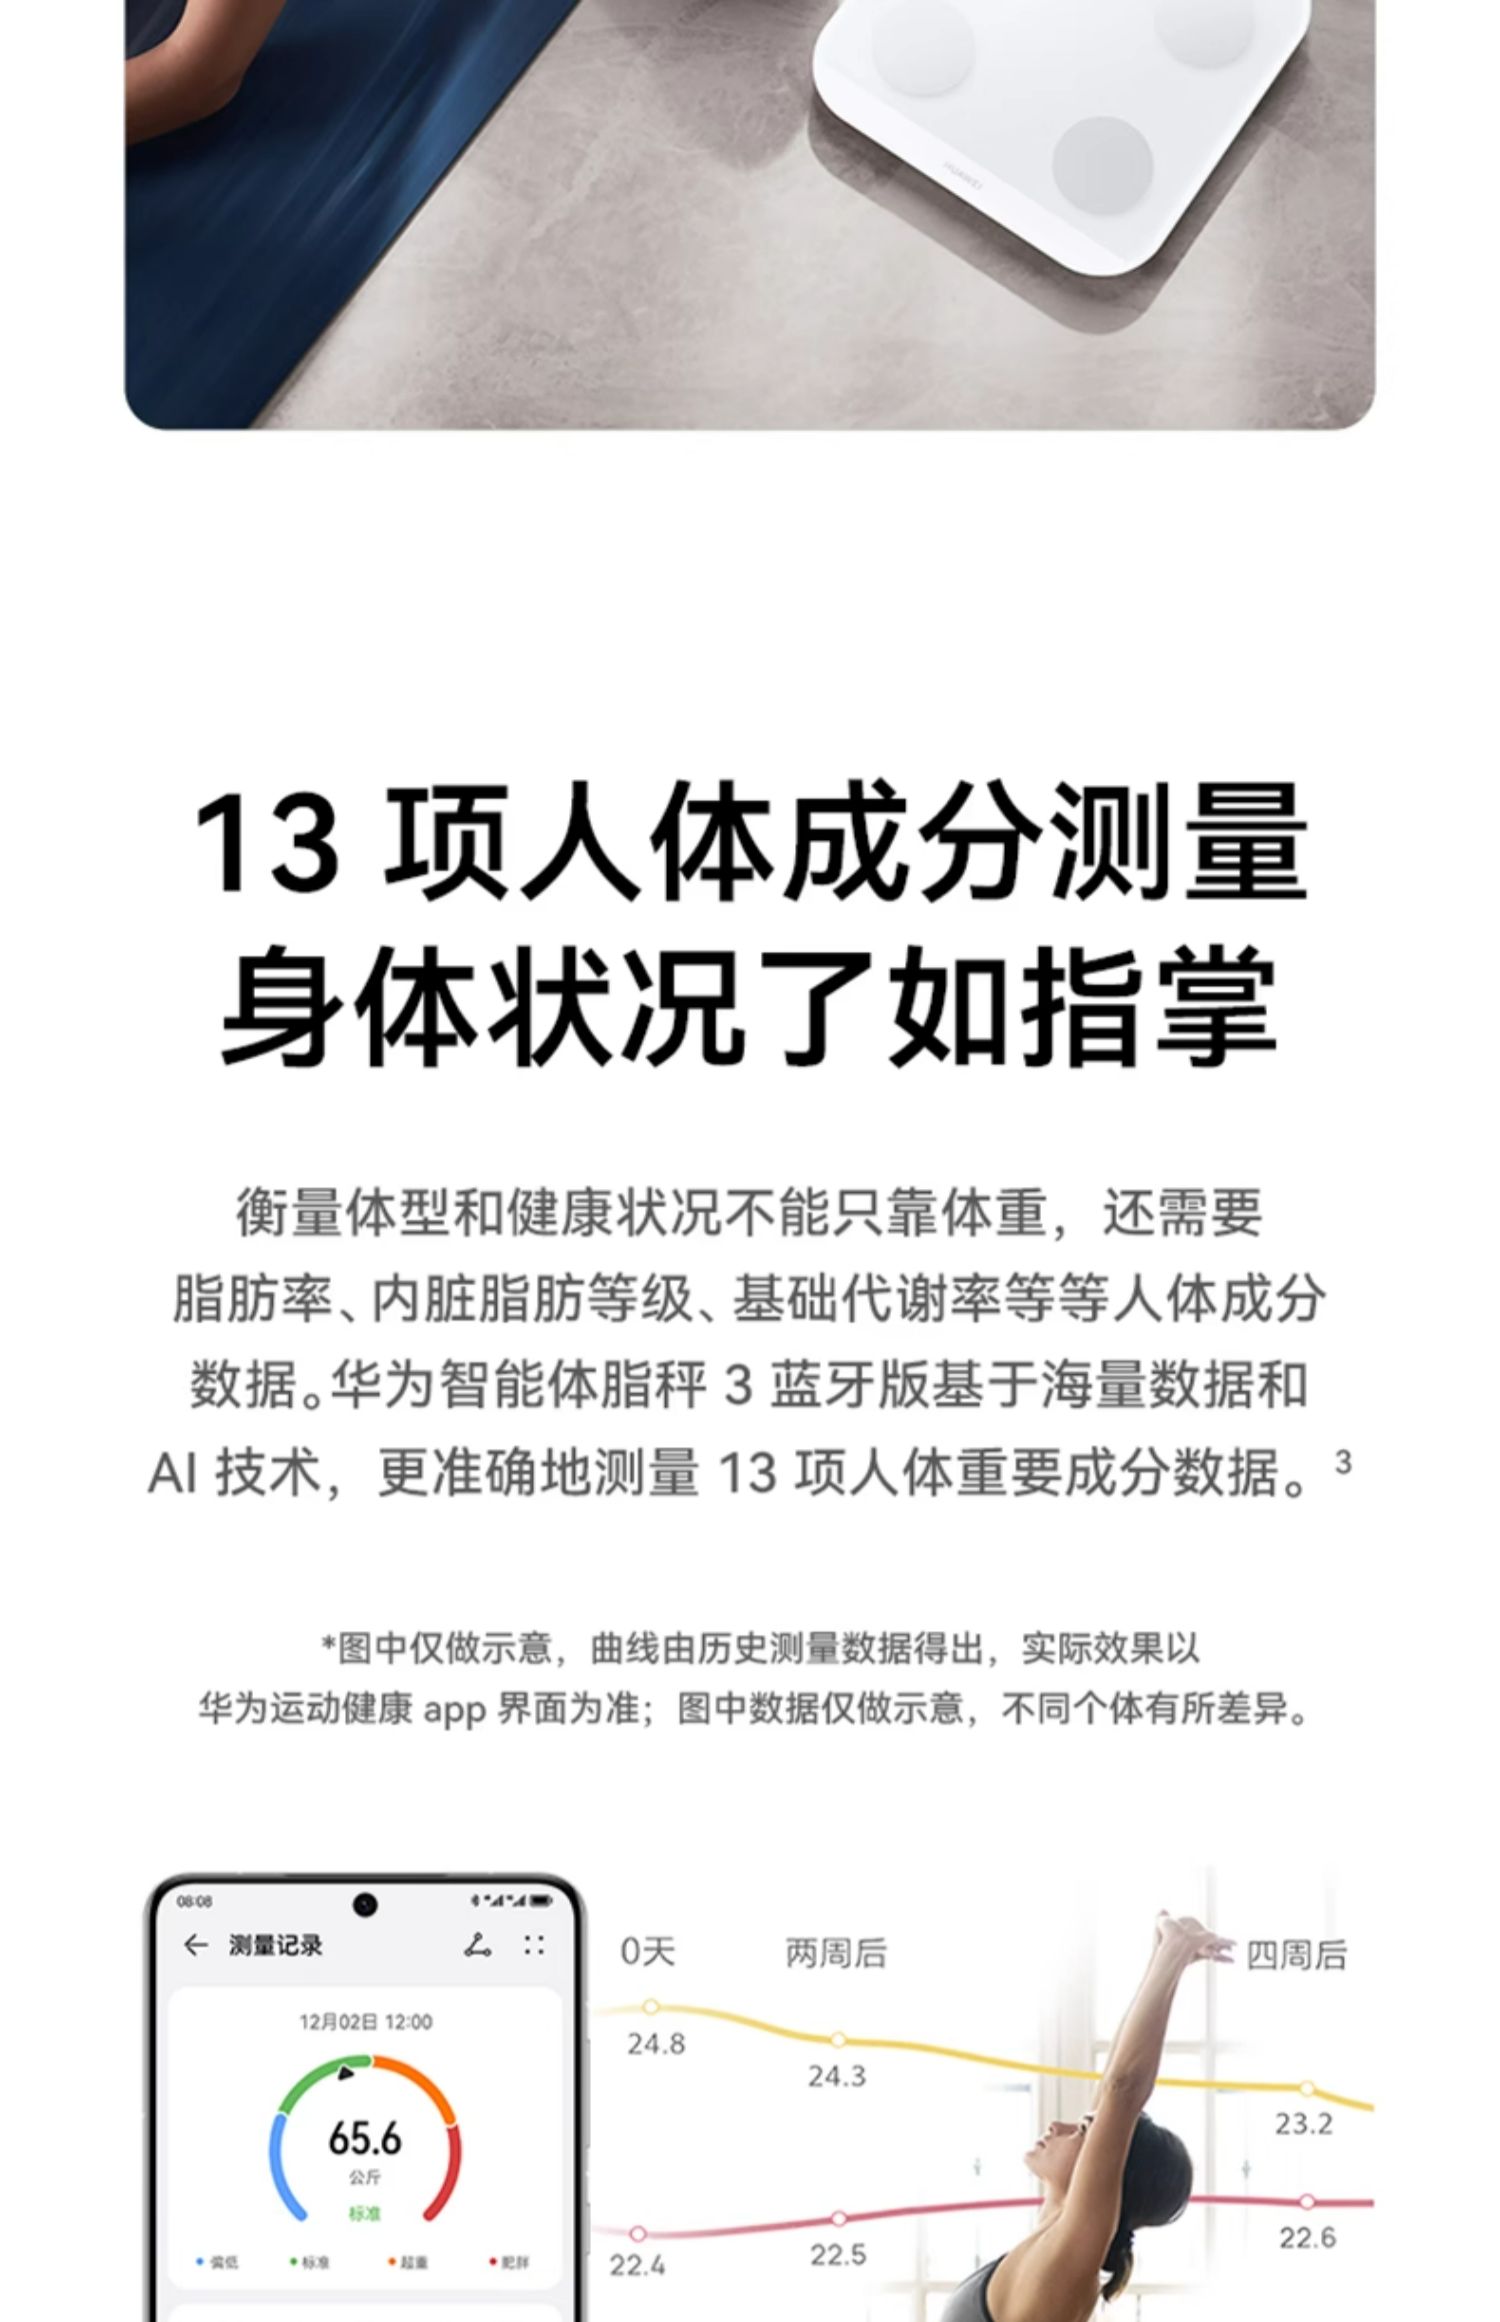 HUAWEI
13 项人体成分测量
身体状况了如指掌
衡量体型和健康状况不能只靠体重，还需要
脂肪率、内脏脂肪等级、基础代谢率等等人体成分
数据。华为智能体脂秤 3 蓝牙版基于海量数据和
AI 技术，更准确地测量 13 项人体重要成分数据。3
*图中仅做示意，曲线由历史测量数据得出，实际效果以
华为运动健康 app 界面为准；图中数据仅做示意，不同个体有所差异。
08:08
测量记录
12月02日 12:00
65.6
公斤
标准
偏低 标准 超重 肥胖
0天 两周后 四周后
24.8
24.3
23.2
22.4
22.5
22.6